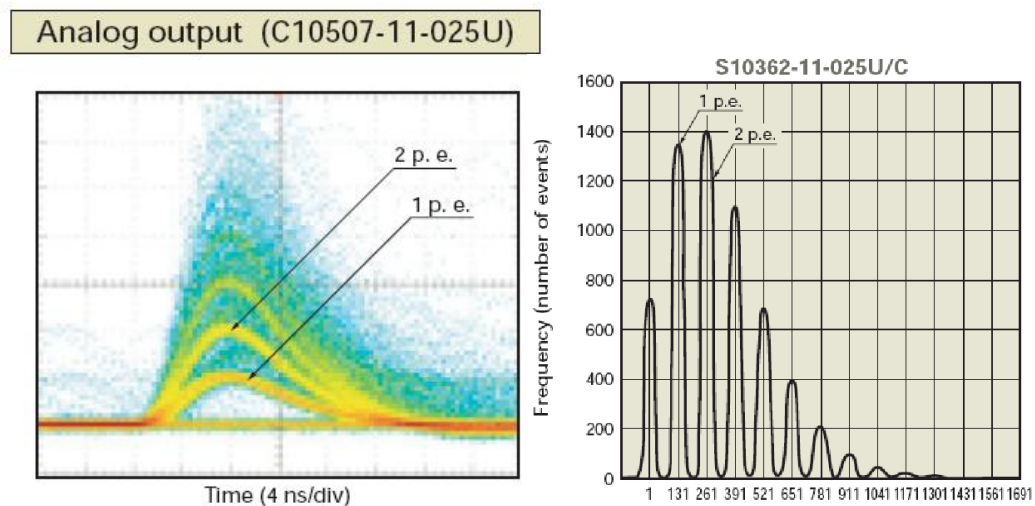 Analog output (C10507-11-025U)
2 p. e.
1 p. e.
Time (4 ns/div)
S10362-11-025U/C
Frequency (number of events)
1600
1400
1200
1000
800
600
400
200
0
1 p.e.
2 p.e.
1 131 261 391 521 651 781 911 1041 1171 1301 1431 1561 1691